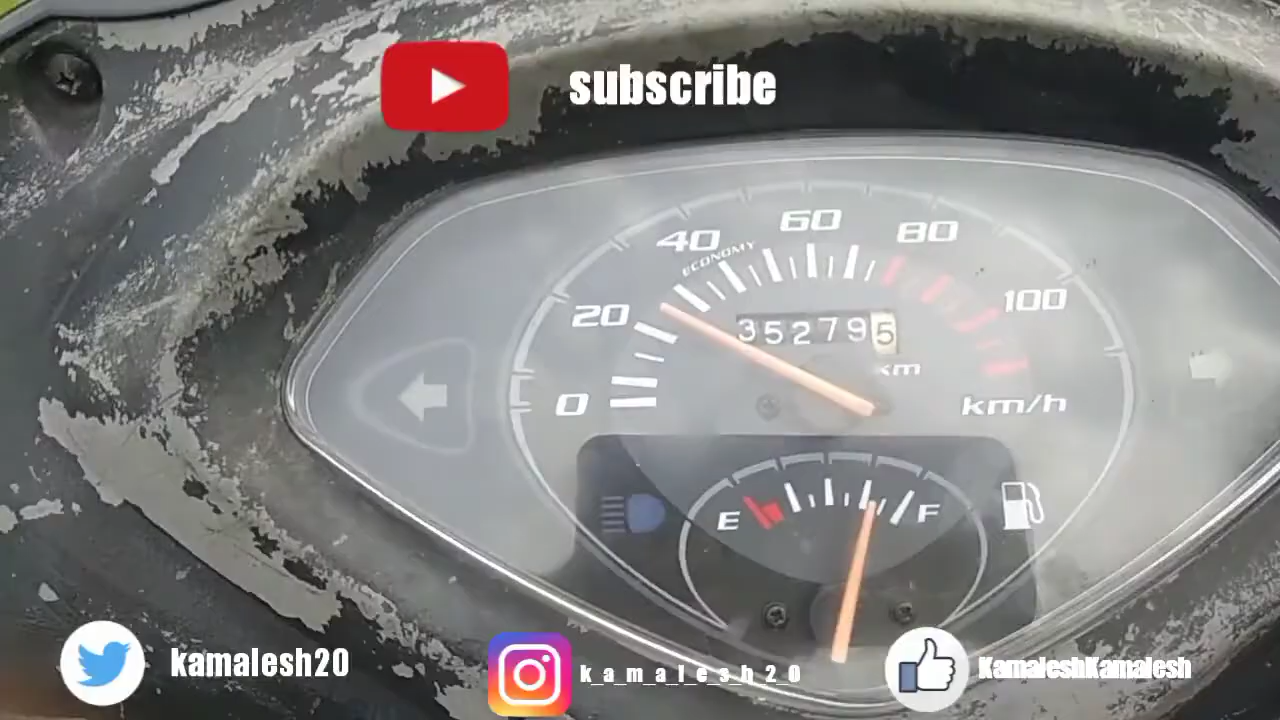 subscribe
60
40
80
ECONOMY
20
100
352795
km
0
km/h
E
F
kamalesh20
k_a_m_a_l_e_s_h_2_0
KamaleshKamalesh